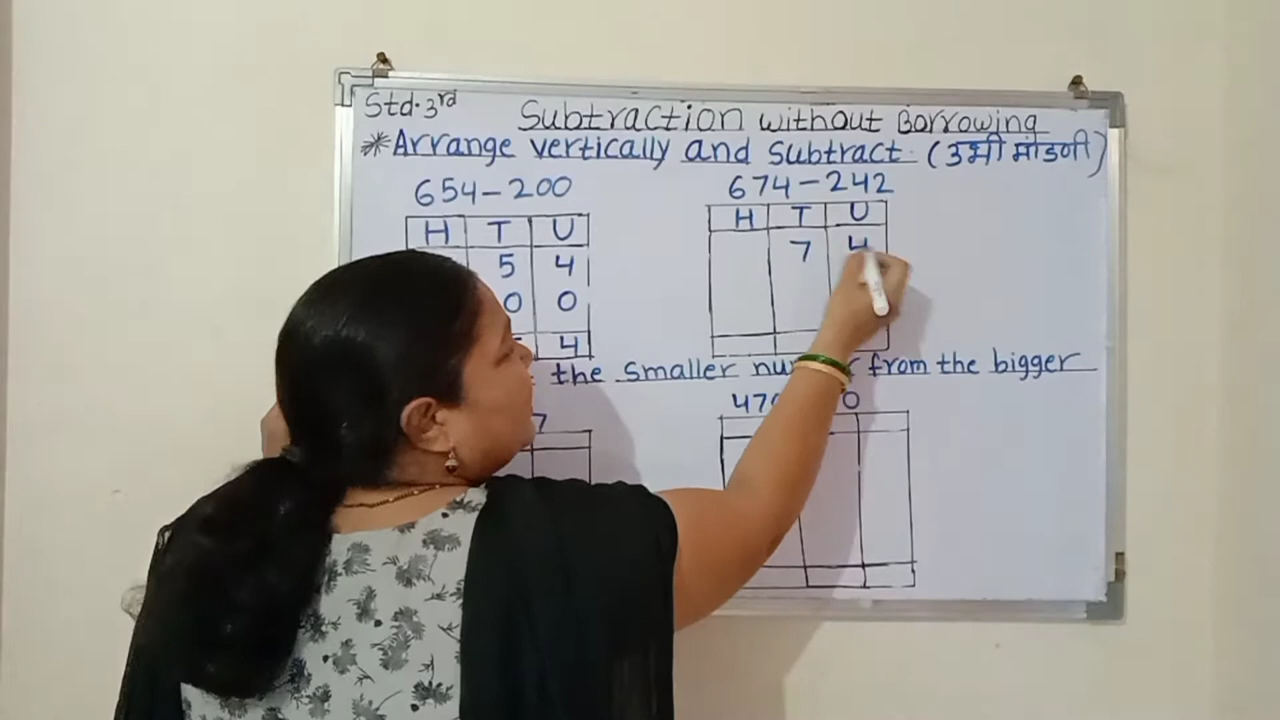 Std. 3rd
Subtraction without Borrowing
* Arrange vertically and subtract. (उभी मांडणी)
654-200
H T U
5 4
0 0
4
674-242
H T U
7 4
the smaller from the bigger
7
470
0